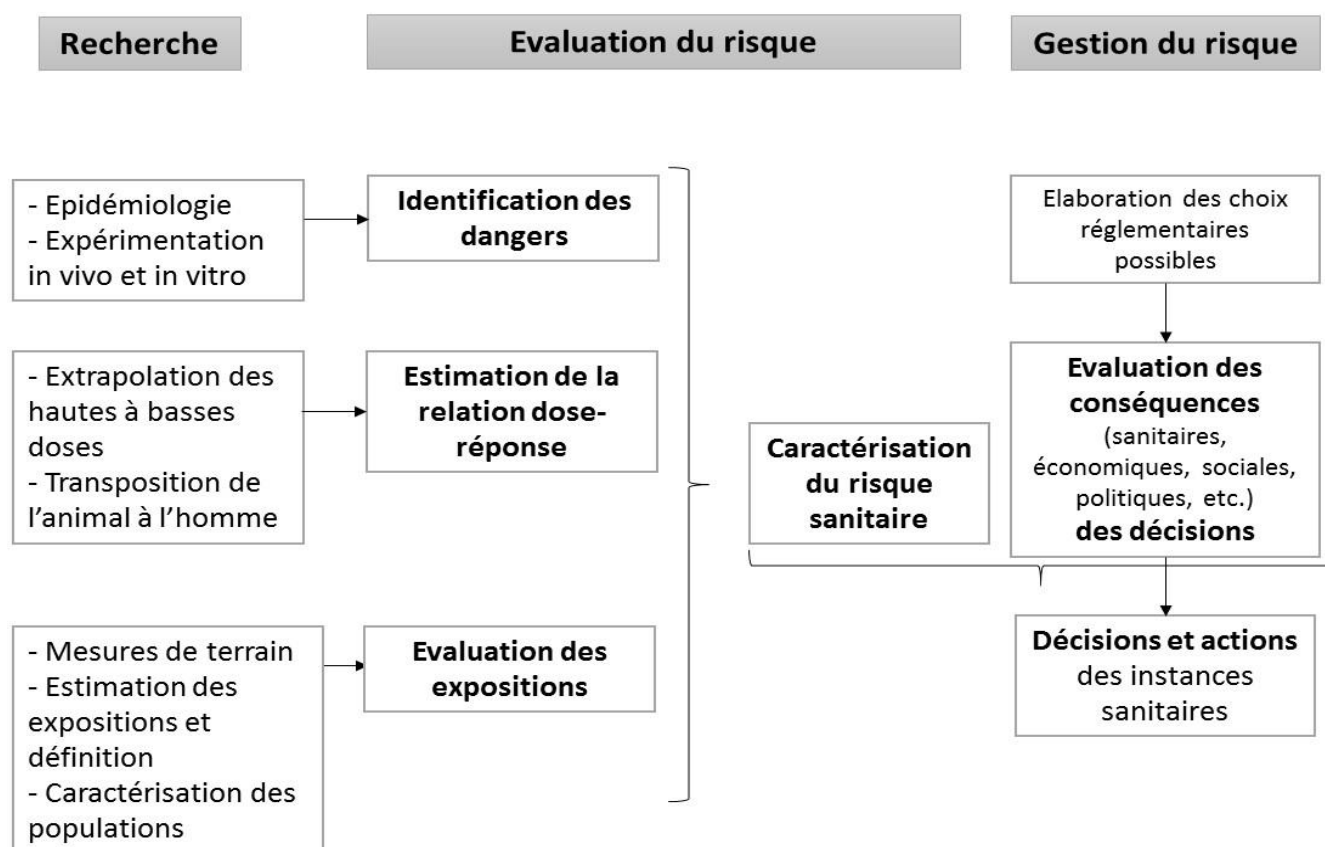 Recherche
Evaluation du risque
Gestion du risque
- Epidémiologie
- Expérimentation
in vivo et in vitro
Identification des
dangers
- Extrapolation des
hautes à basses
doses
- Transposition de
l’animal à l’homme
Estimation de la
relation dose-
réponse
- Mesures de terrain
- Estimation des
expositions et
définition
- Caractérisation des
populations
Evaluation des
expositions
Caractérisation
du risque
sanitaire
Elaboration des choix
réglementaires
possibles
Evaluation des
conséquences
(sanitaires,
économiques, sociales,
politiques, etc.)
des décisions
Décisions et actions
des instances
sanitaires